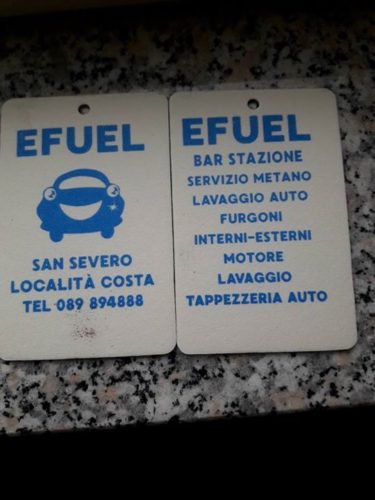 EFUEL
SAN SEVERO
LOCALITÀ COSTA
TEL 089 894888
EFUEL
BAR STAZIONE
SERVIZIO METANO
LAVAGGIO AUTO
FURGONI
INTERNI-ESTERNI
MOTORE
LAVAGGIO
TAPPEZZERIA AUTO